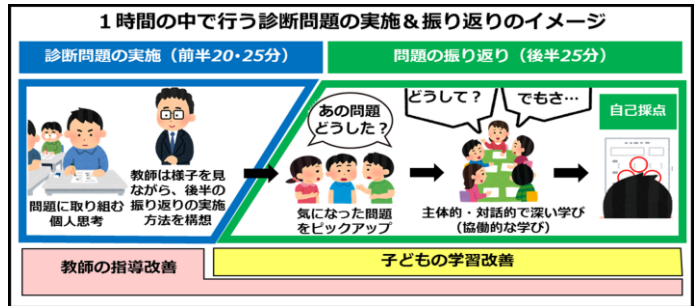 １時間の中で行う診断問題の実施＆振り返りのイメージ
診断問題の実施（前半20・25分）
問題の振り返り（後半25分）
問題に取り組む
個人思考
教師は様子を見
ながら、後半の
振り返りの実施
方法を構想
あの問題
どうした？
気になった問題
をピックアップ
どうして？
でもさ…
主体的・対話的で深い学び
（協働的な学び）
自己採点
教師の指導改善
子どもの学習改善